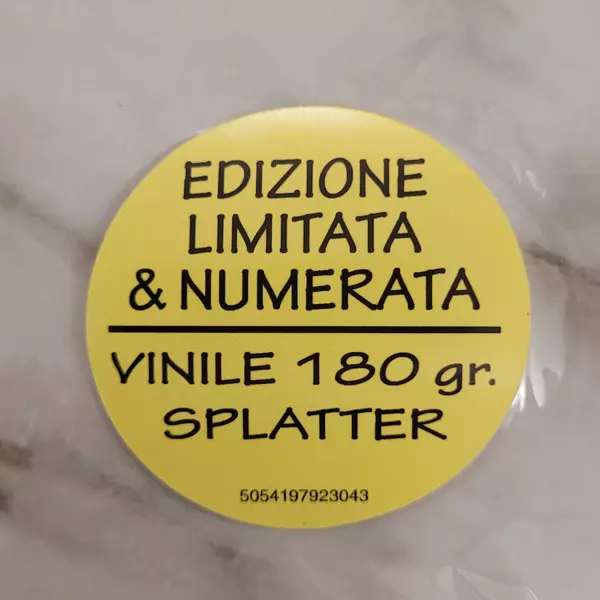 EDIZIONE
LIMITATA
& NUMERATA
VINILE 180 gr.
SPLATTER
5054197923043